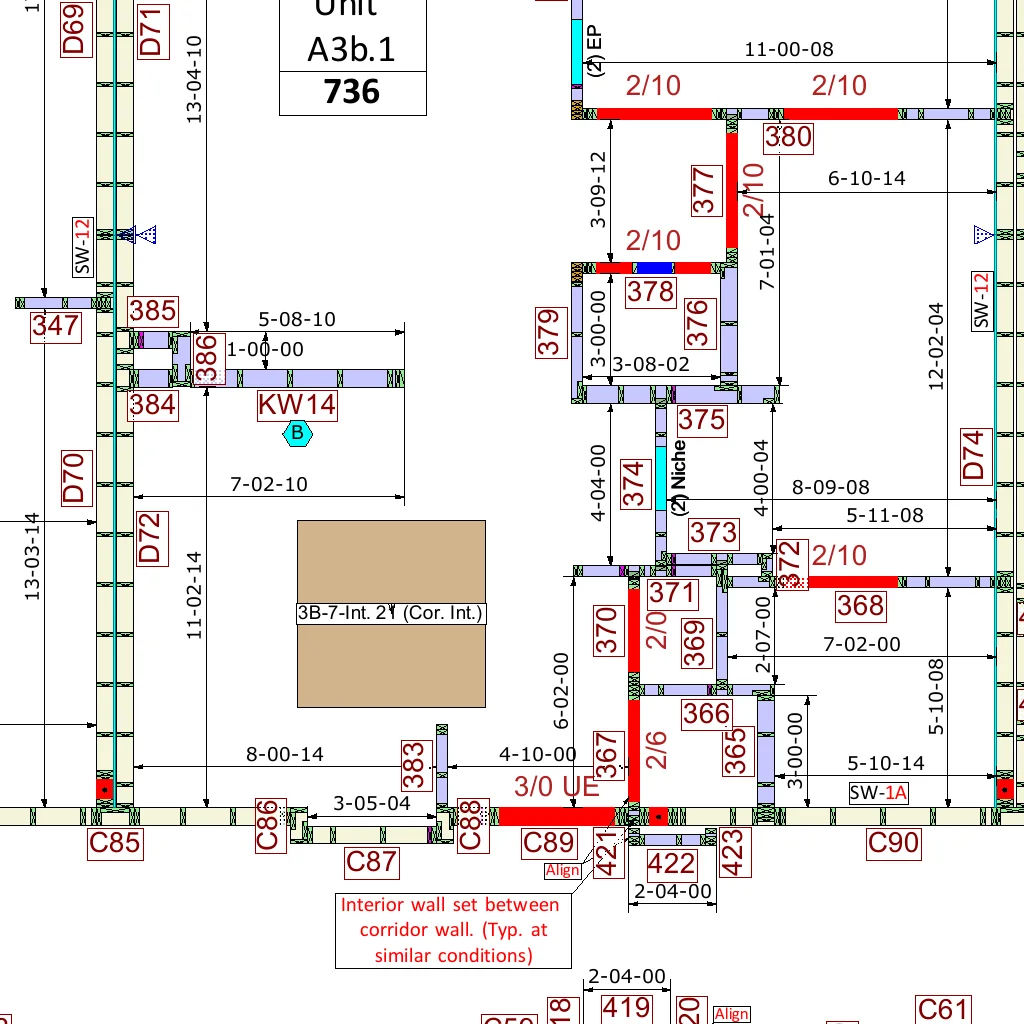 Unit
A3b.1
736
D69
D71
13-04-10
(2) EP
11-00-08
2/10
2/10
380
377
2/10
3-09-12
6-10-14
7-01-04
SW-12
SW-12
2/10
378
379
3-00-00
376
3-08-02
12-02-04
347
385
5-08-10
386
1-00-00
384
KW14
B
375
374
(2) Niche
4-04-00
4-00-04
D74
D70
7-02-10
8-09-08
5-11-08
373
372
2/10
13-03-14
D72
11-02-14
3B-7-Int. 21 (Cor. Int.)
371
368
370
2/0
369
2-07-00
7-02-00
6-02-00
5-10-08
366
365
367
2/6
3-00-00
8-00-14
383
4-10-00
5-10-14
3/0 UE
SW-1A
3-05-04
C85
C86
C87
C88
C89
421
422
423
C90
Align
2-04-00
Interior wall set between
corridor wall. (Typ. at
similar conditions)
2-04-00
419
Align
C61